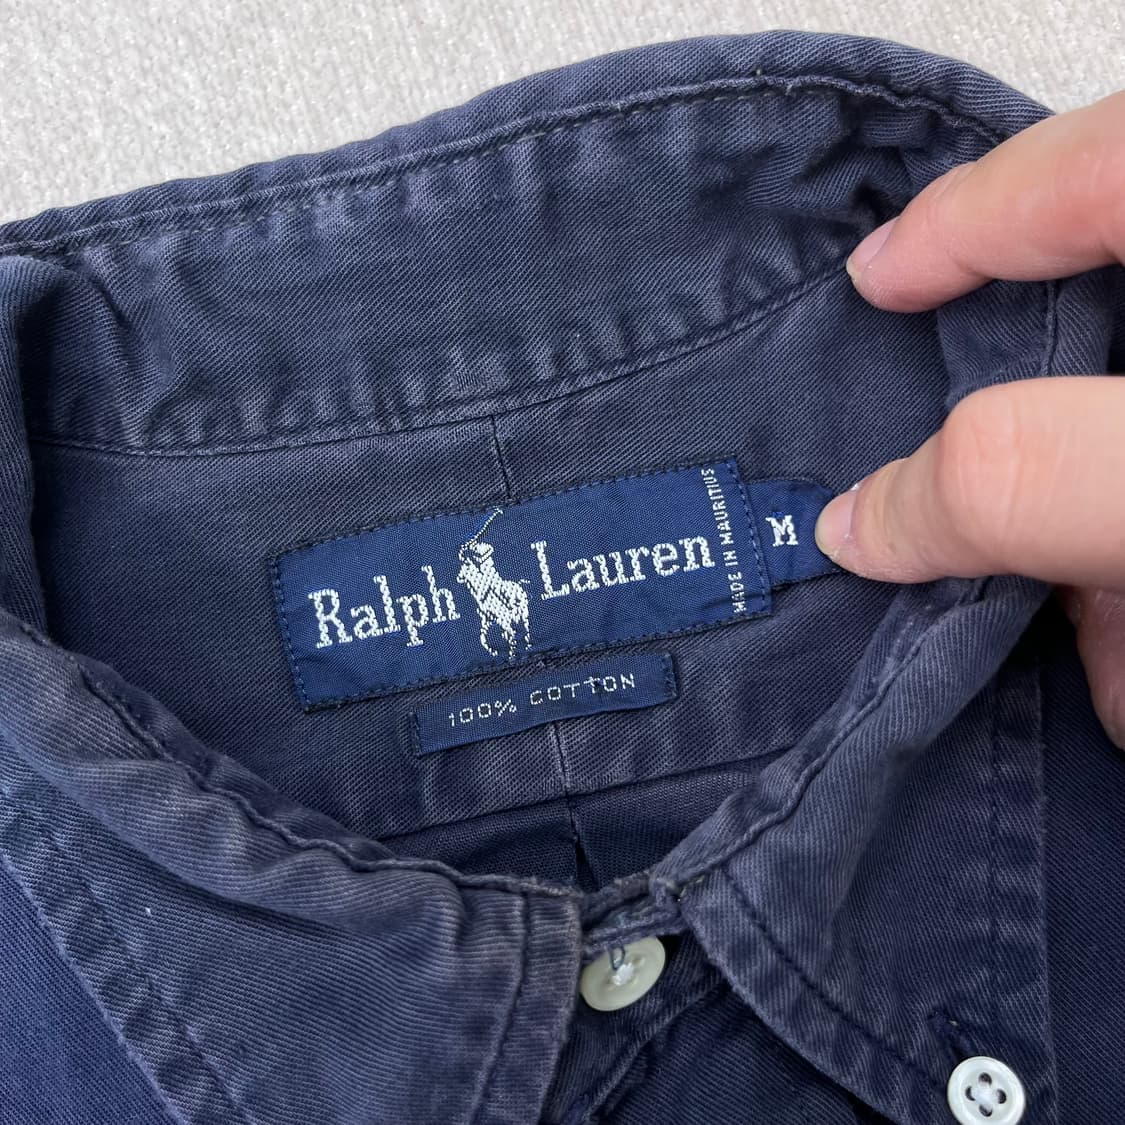 Ralph Lauren
MADE IN MAURITIUS
M
100% COTTON